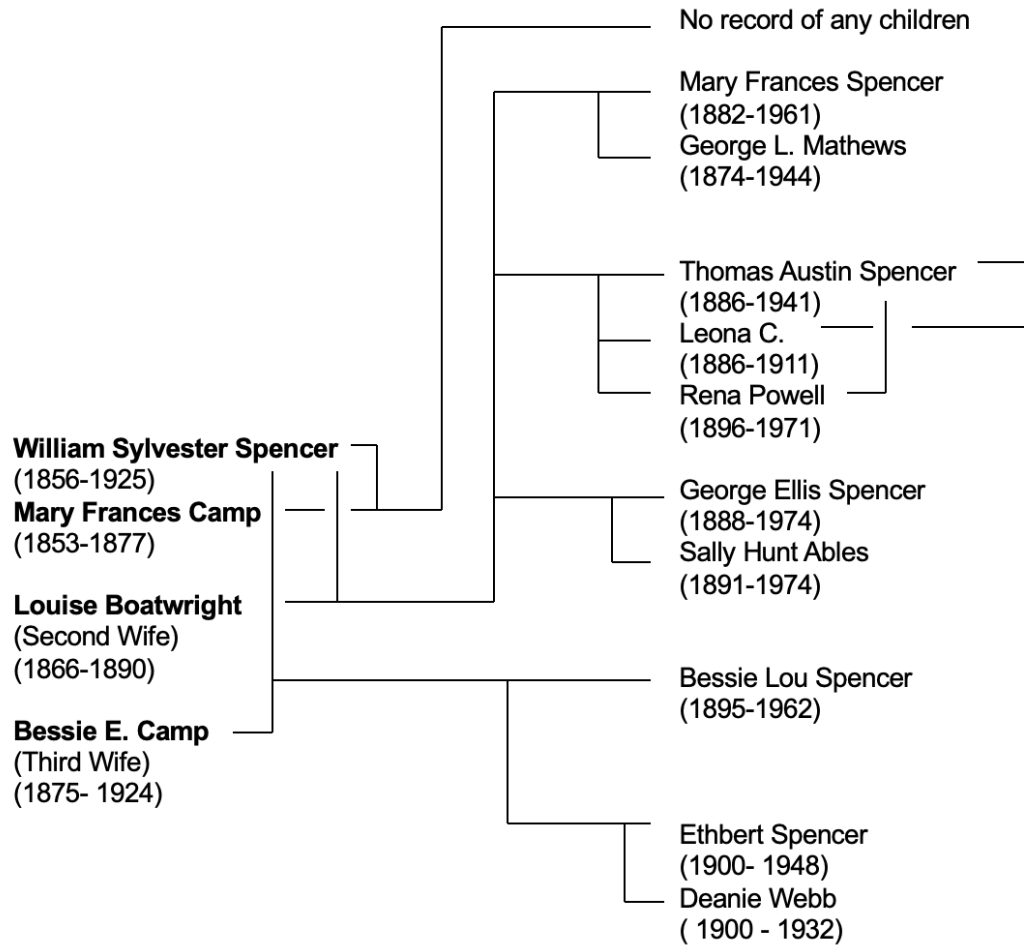 No record of any children
Mary Frances Spencer
(1882-1961)
George L. Mathews
(1874-1944)
Thomas Austin Spencer
(1886-1941)
Leona C.
(1886-1911)
Rena Powell
(1896-1971)
William Sylvester Spencer
(1856-1925)
Mary Frances Camp
(1853-1877)
Louise Boatwright
(Second Wife)
(1866-1890)
Bessie E. Camp
(Third Wife)
(1875- 1924)
George Ellis Spencer
(1888-1974)
Sally Hunt Ables
(1891-1974)
Bessie Lou Spencer
(1895-1962)
Ethbert Spencer
(1900- 1948)
Deanie Webb
( 1900 - 1932)